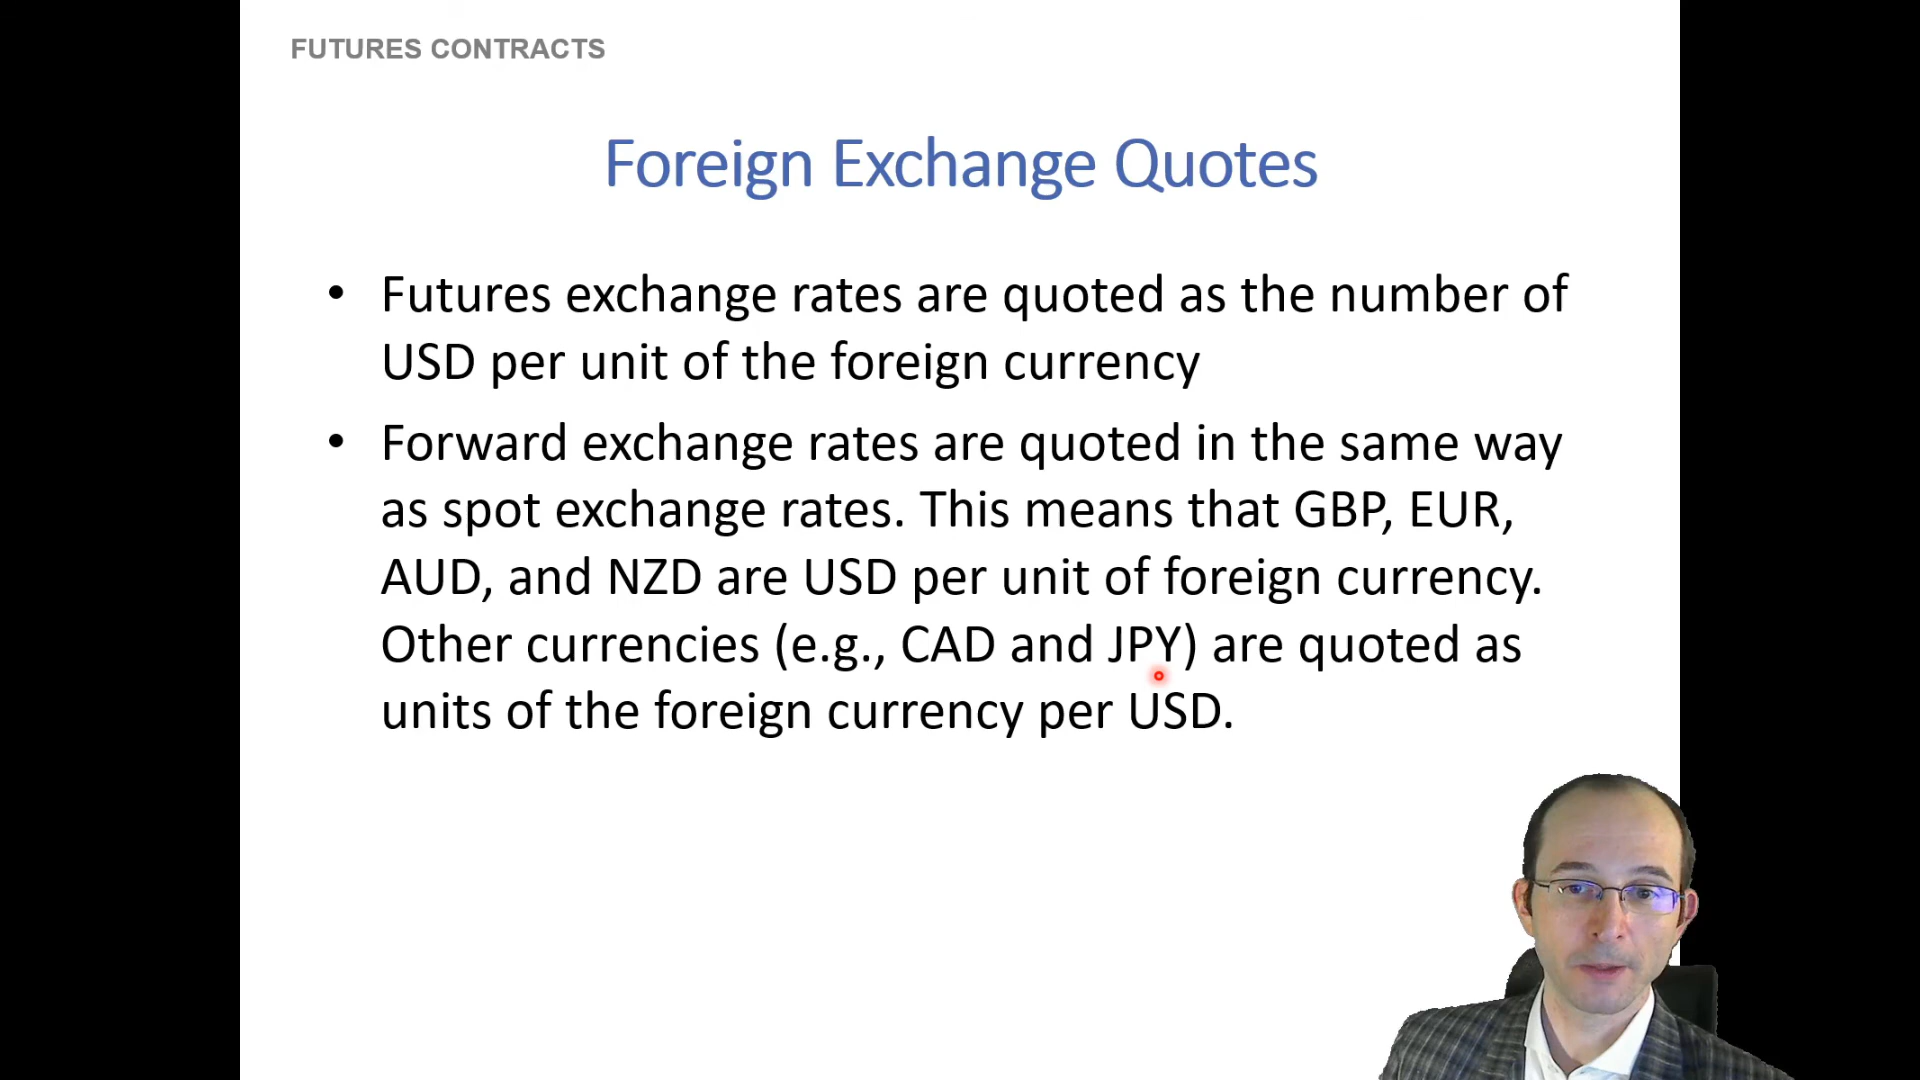 FUTURES CONTRACTS
Foreign Exchange Quotes
• Futures exchange rates are quoted as the number of
USD per unit of the foreign currency
• Forward exchange rates are quoted in the same way
as spot exchange rates. This means that GBP, EUR,
AUD, and NZD are USD per unit of foreign currency.
Other currencies (e.g., CAD and JPY) are quoted as
units of the foreign currency per USD.